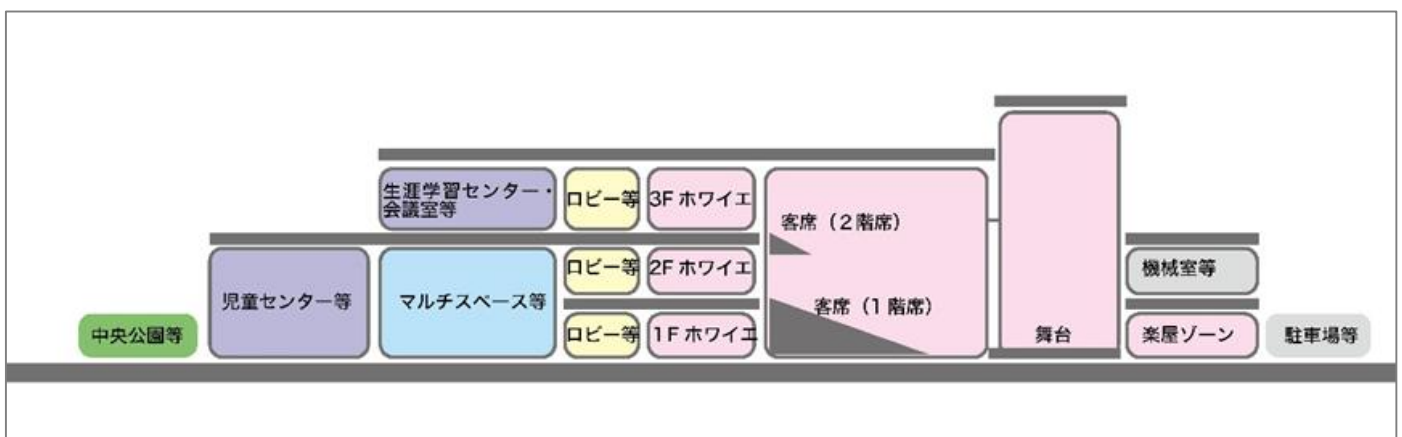 生涯学習センター・
会議室等
ロビー等
3F ホワイエ
客席（２階席）
児童センター等
マルチスペース等
ロビー等
2F ホワイエ
機械室等
客席（１階席）
中央公園等
ロビー等
1F ホワイエ
舞台
楽屋ゾーン
駐車場等